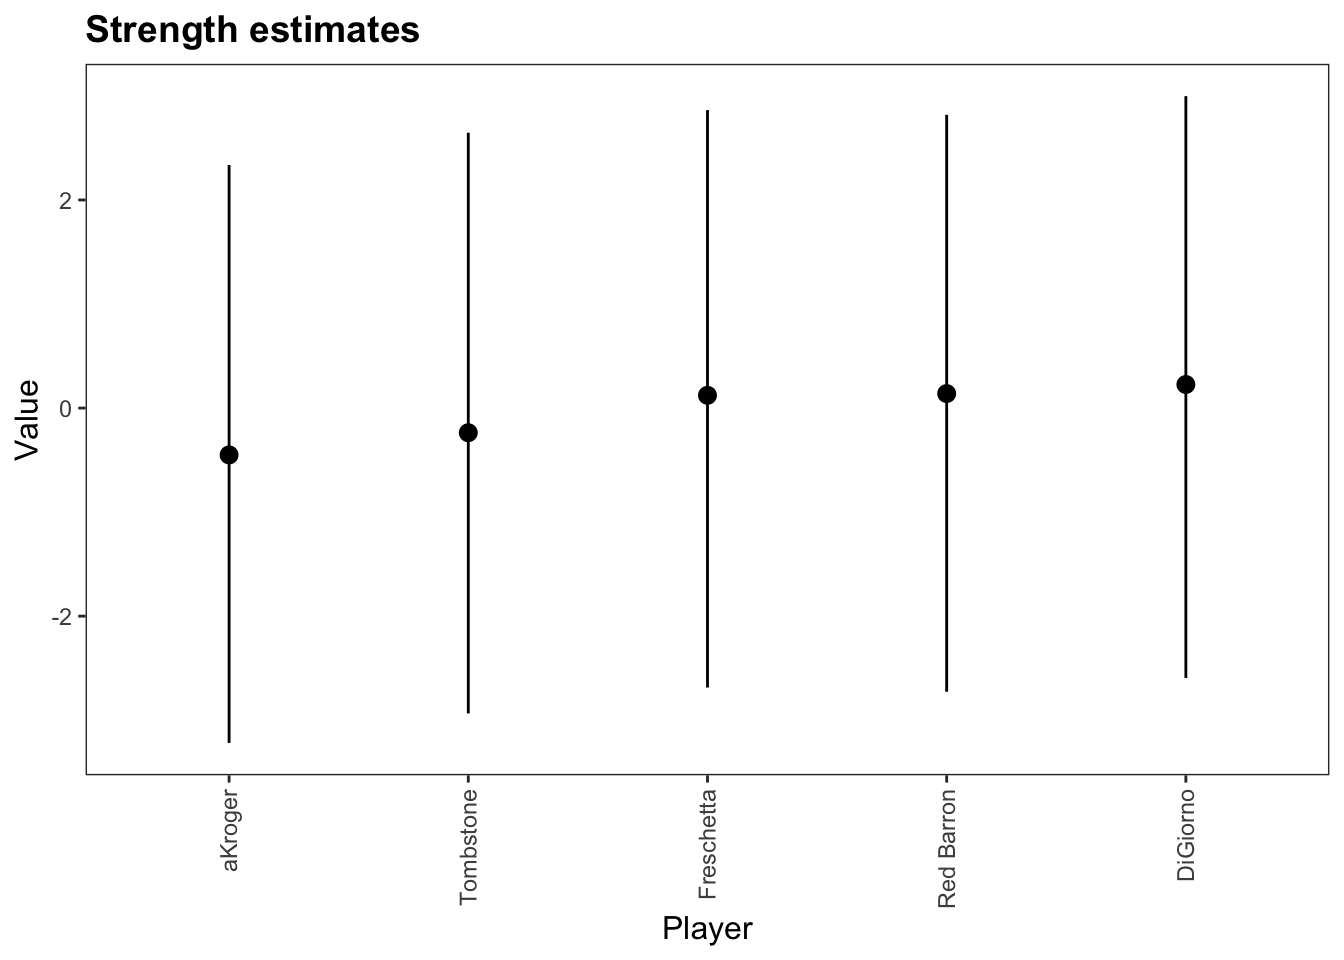 Strength estimates
Value
2
0
-2
aKroger
Tombstone
Freschetta
Red Barron
DiGiorno
Player